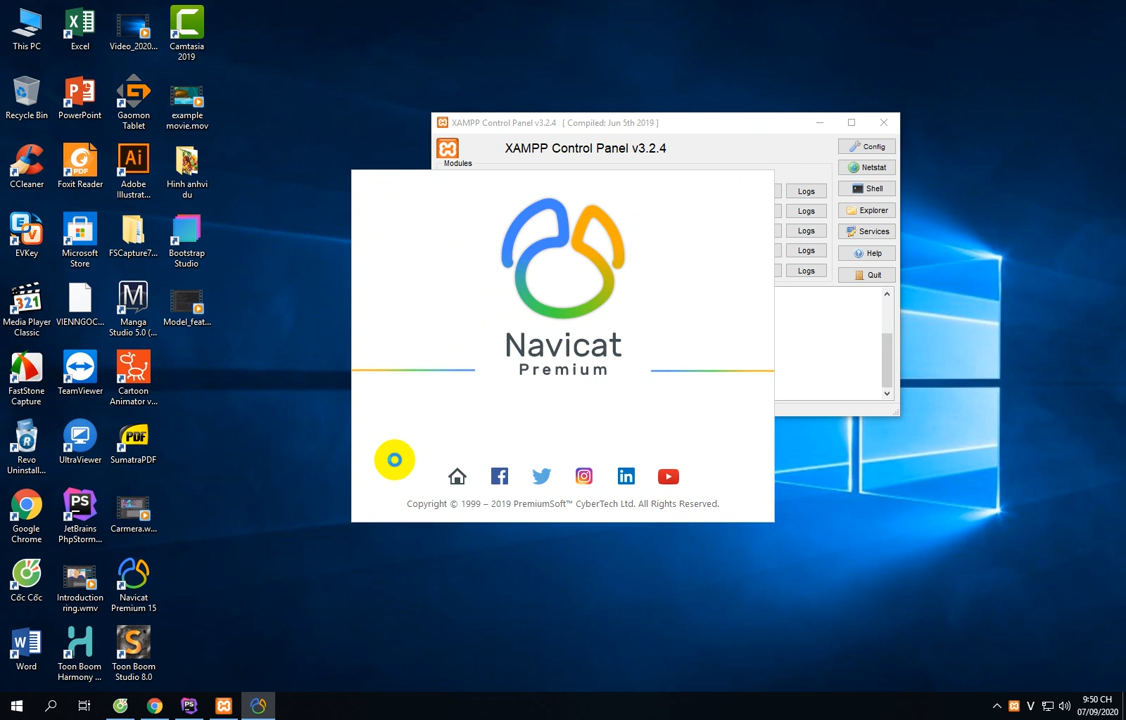 This PC
Excel
Video_2020...
Camtasia
2019
Recycle Bin
PowerPoint
Gaomon
Tablet
example
movie.mov
CCleaner
Foxit Reader
Adobe
Illustrat...
Hinh anhvi
du
EVKey
Microsoft
Store
FSCapture7...
Bootstrap
Studio
Media Player
Classic
VIENNGOC...
Manga
Studio 5.0 (...
Model_feat...
FastStone
Capture
TeamViewer
Cartoon
Animator v...
Revo
Uninstall...
UltraViewer
SumatraPDF
Google
Chrome
JetBrains
PhpStorm...
Carmera.w...
Cốc Cốc
Introduction
ring.wmv
Navicat
Premium 15
Word
Toon Boom
Harmony ...
Toon Boom
Studio 8.0
XAMPP Control Panel v3.2.4 [ Compiled: Jun 5th 2019 ]
XAMPP Control Panel v3.2.4
Modules
Logs
Logs
Logs
Logs
Logs
Config
Netstat
Shell
Explorer
Services
Help
Quit
Navicat
Premium
Copyright © 1999 – 2019 PremiumSoft™ CyberTech Ltd. All Rights Reserved.
V
9:50 CH
07/09/2020